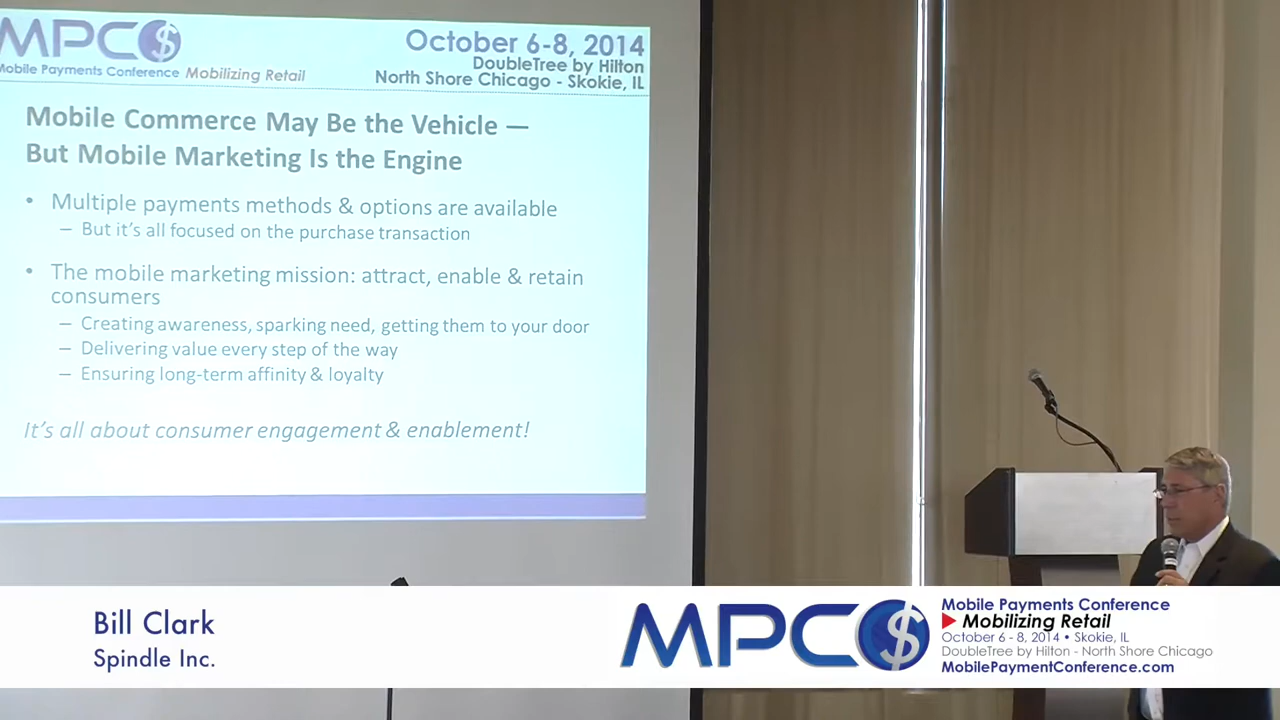 MPC$
Mobile Payments Conference Mobilizing Retail
October 6-8, 2014
DoubleTree by Hilton
North Shore Chicago - Skokie, IL
Mobile Commerce May Be the Vehicle —
But Mobile Marketing Is the Engine
• Multiple payments methods & options are available
– But it's all focused on the purchase transaction
• The mobile marketing mission: attract, enable & retain
consumers
– Creating awareness, sparking need, getting them to your door
– Delivering value every step of the way
– Ensuring long-term affinity & loyalty
It's all about consumer engagement & enablement!
Bill Clark
Spindle Inc.
MPC$
Mobile Payments Conference
Mobilizing Retail
October 6 - 8, 2014 • Skokie, IL
DoubleTree by Hilton - North Shore Chicago
MobilePaymentConference.com